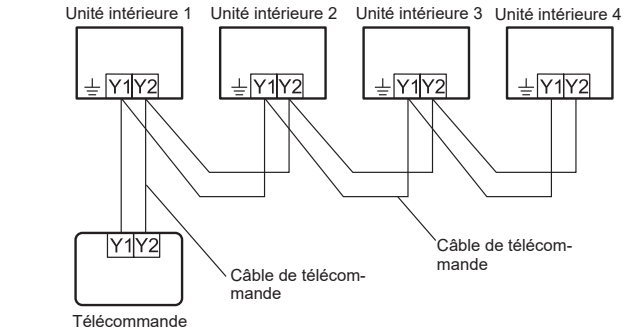 Unité intérieure 1 Unité intérieure 2 Unité intérieure 3 Unité intérieure 4
Y1 Y2 Y1 Y2 Y1 Y2 Y1 Y2
Y1 Y2
Câble de télécom-
mande
Câble de télécom-
mande
Télécommande